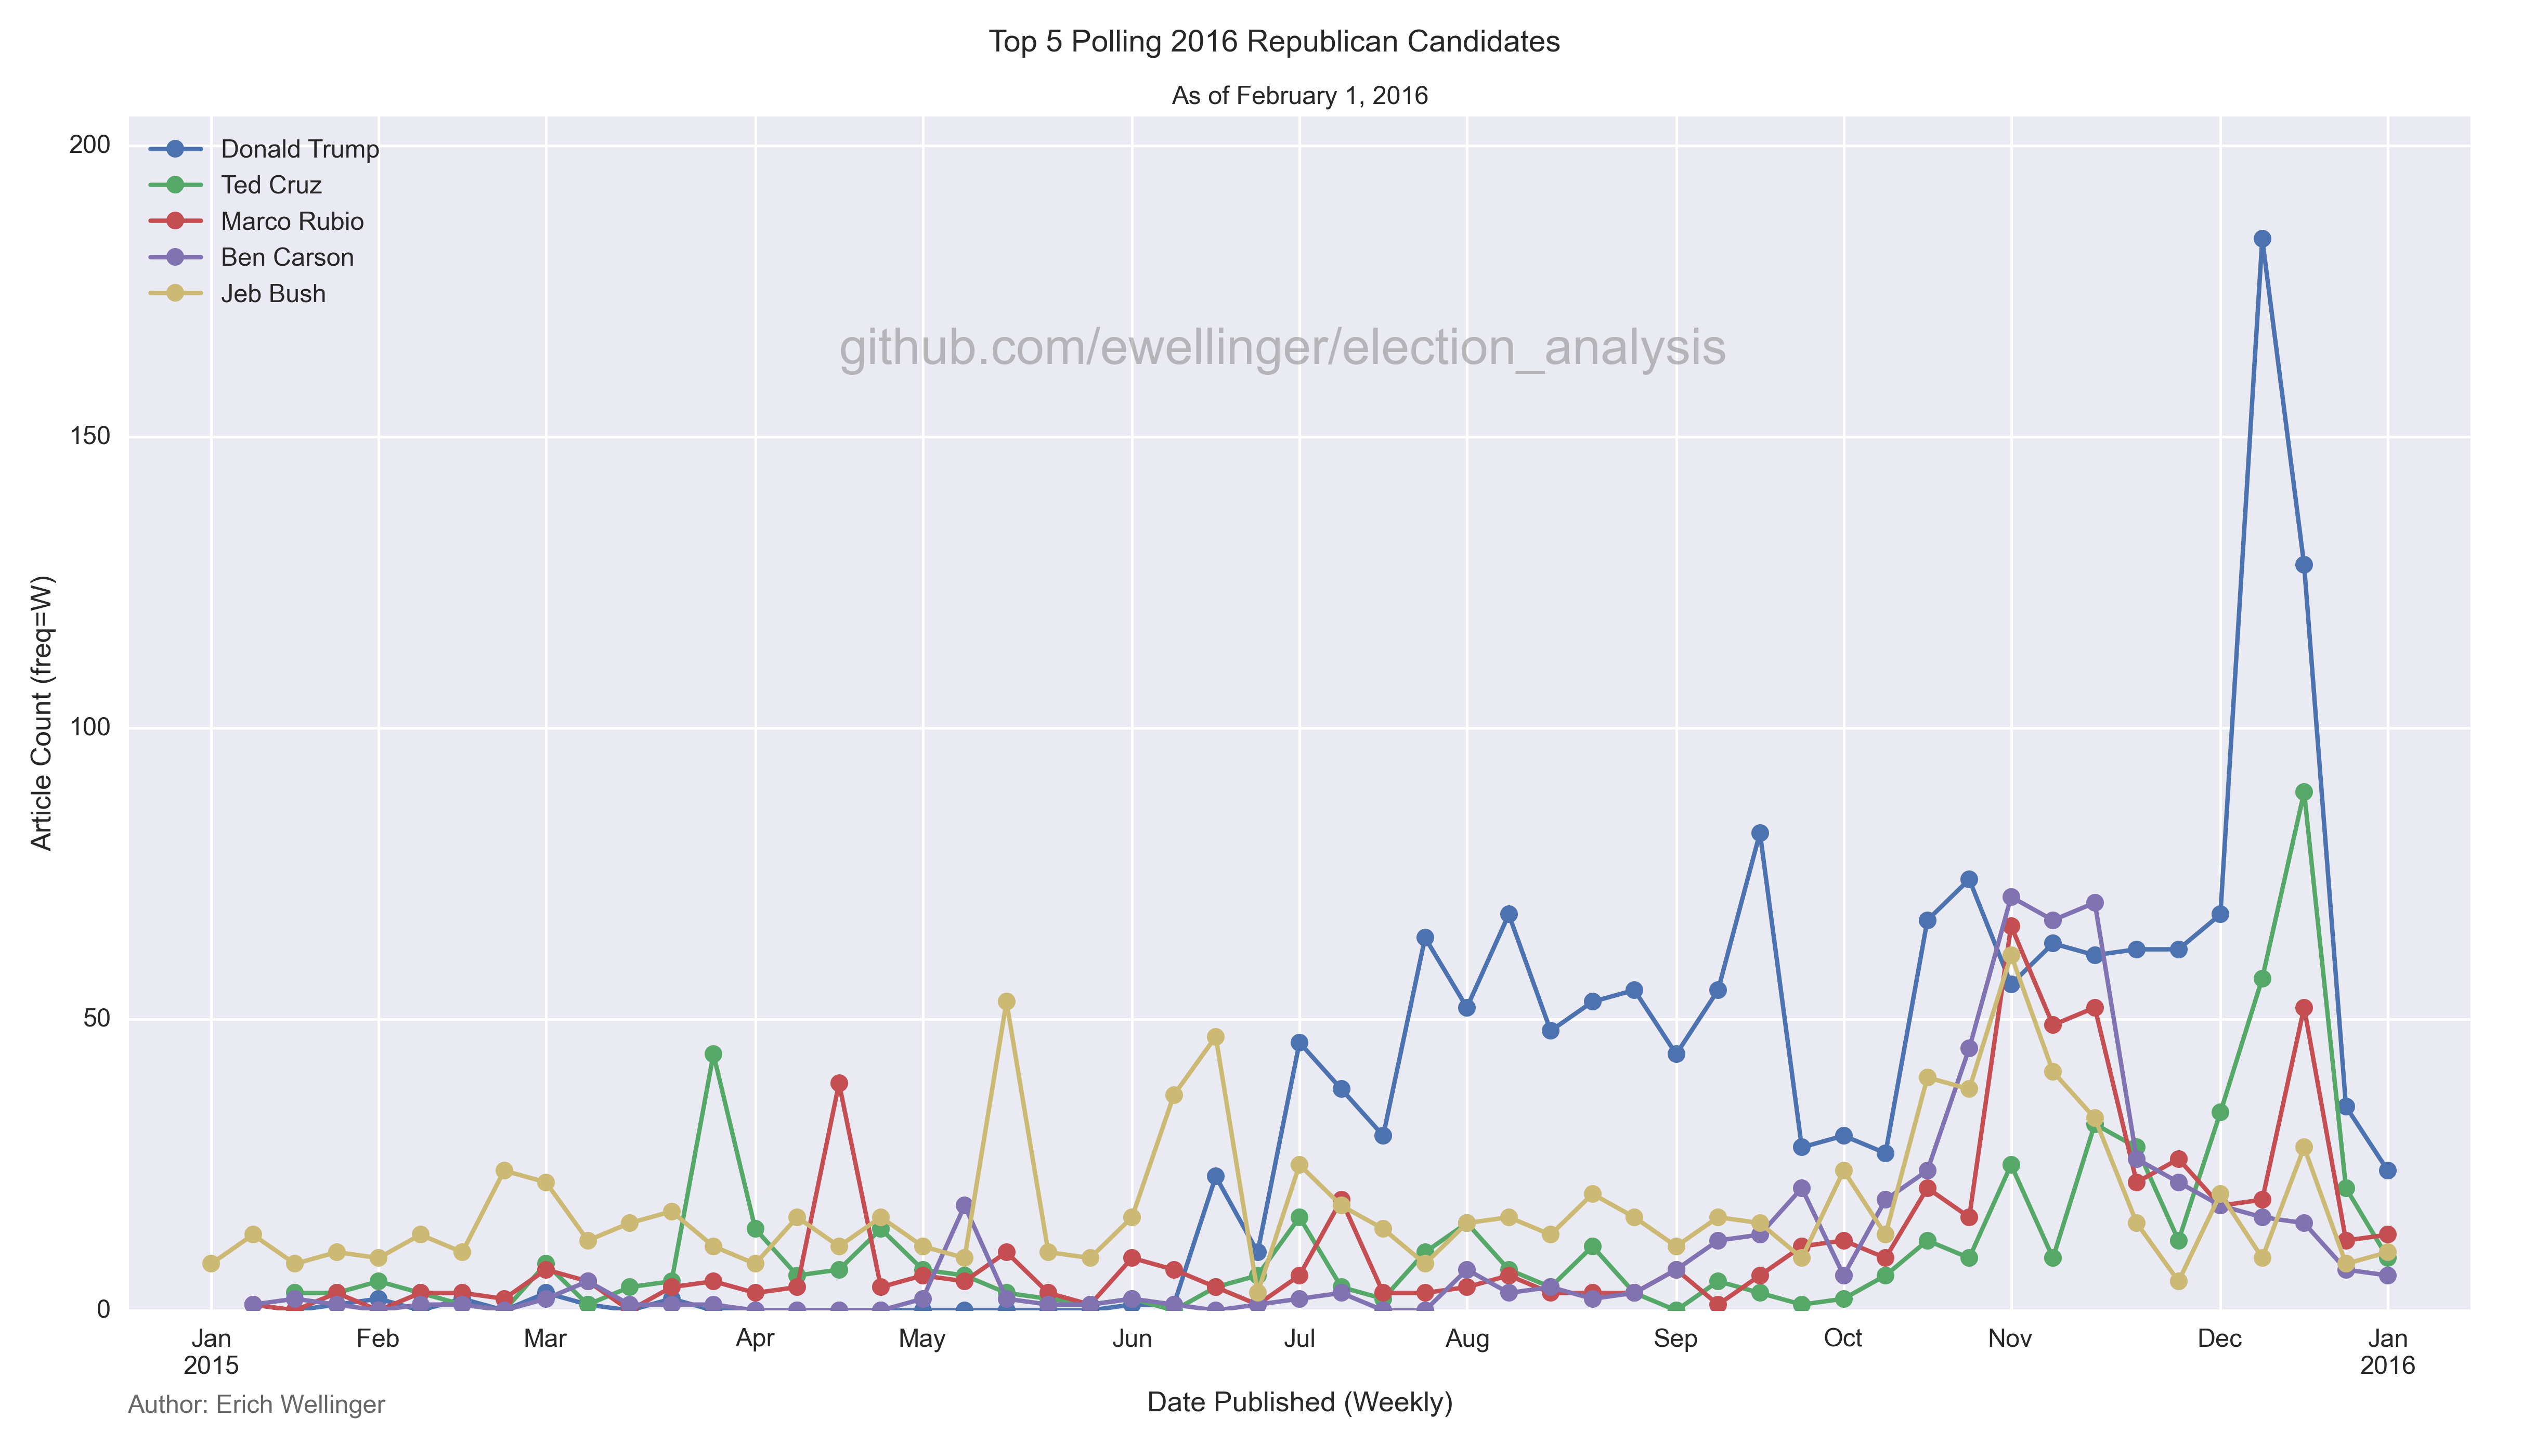 Top 5 Polling 2016 Republican Candidates
As of February 1, 2016
Donald Trump
Ted Cruz
Marco Rubio
Ben Carson
Jeb Bush
github.com/ewellinger/election_analysis
200
150
100
50
0
Article Count (freq=W)
Jan Feb Mar Apr May Jun Jul Aug Sep Oct Nov Dec Jan
2015 2016
Date Published (Weekly)
Author: Erich Wellinger